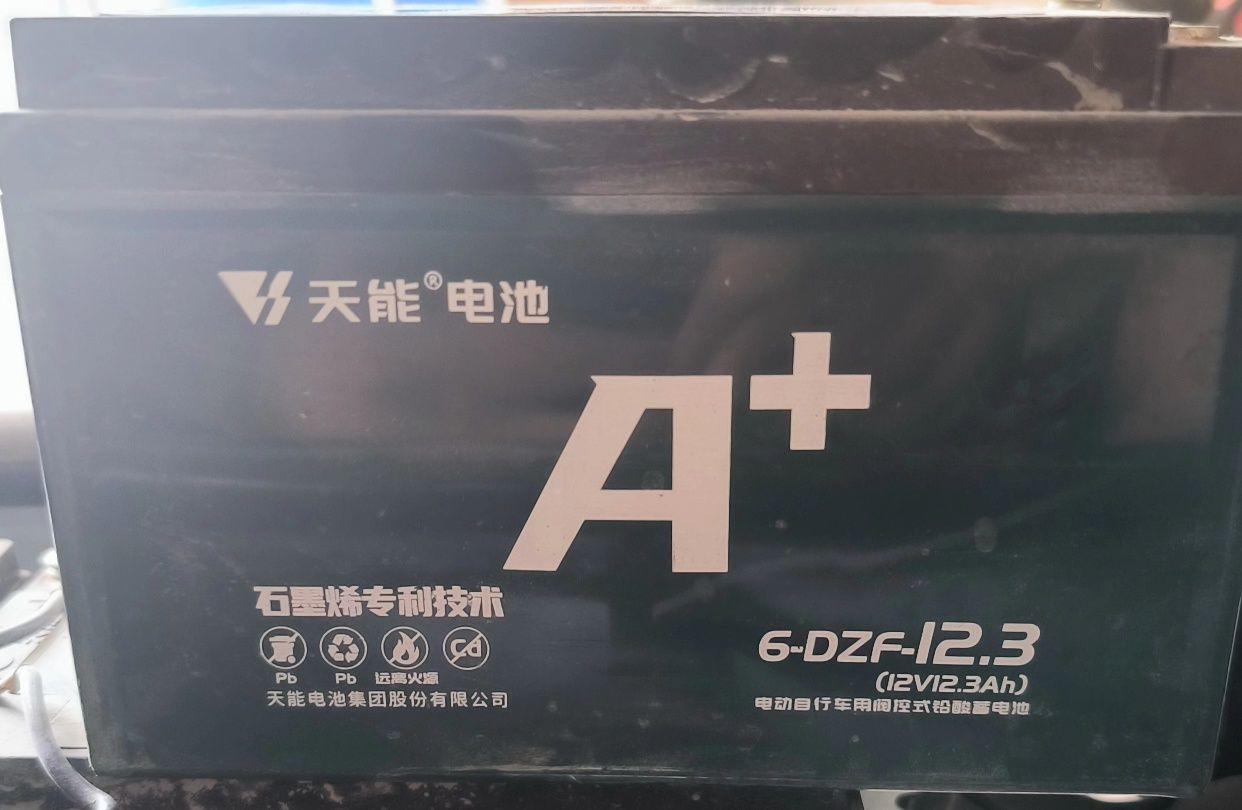 天能®电池
A+
石墨烯专利技术
Cd
Pb Pb 远离火源
天能电池集团股份有限公司
6-DZF-12.3
(12V12.3Ah)
电动自行车用阀控式铅酸蓄电池